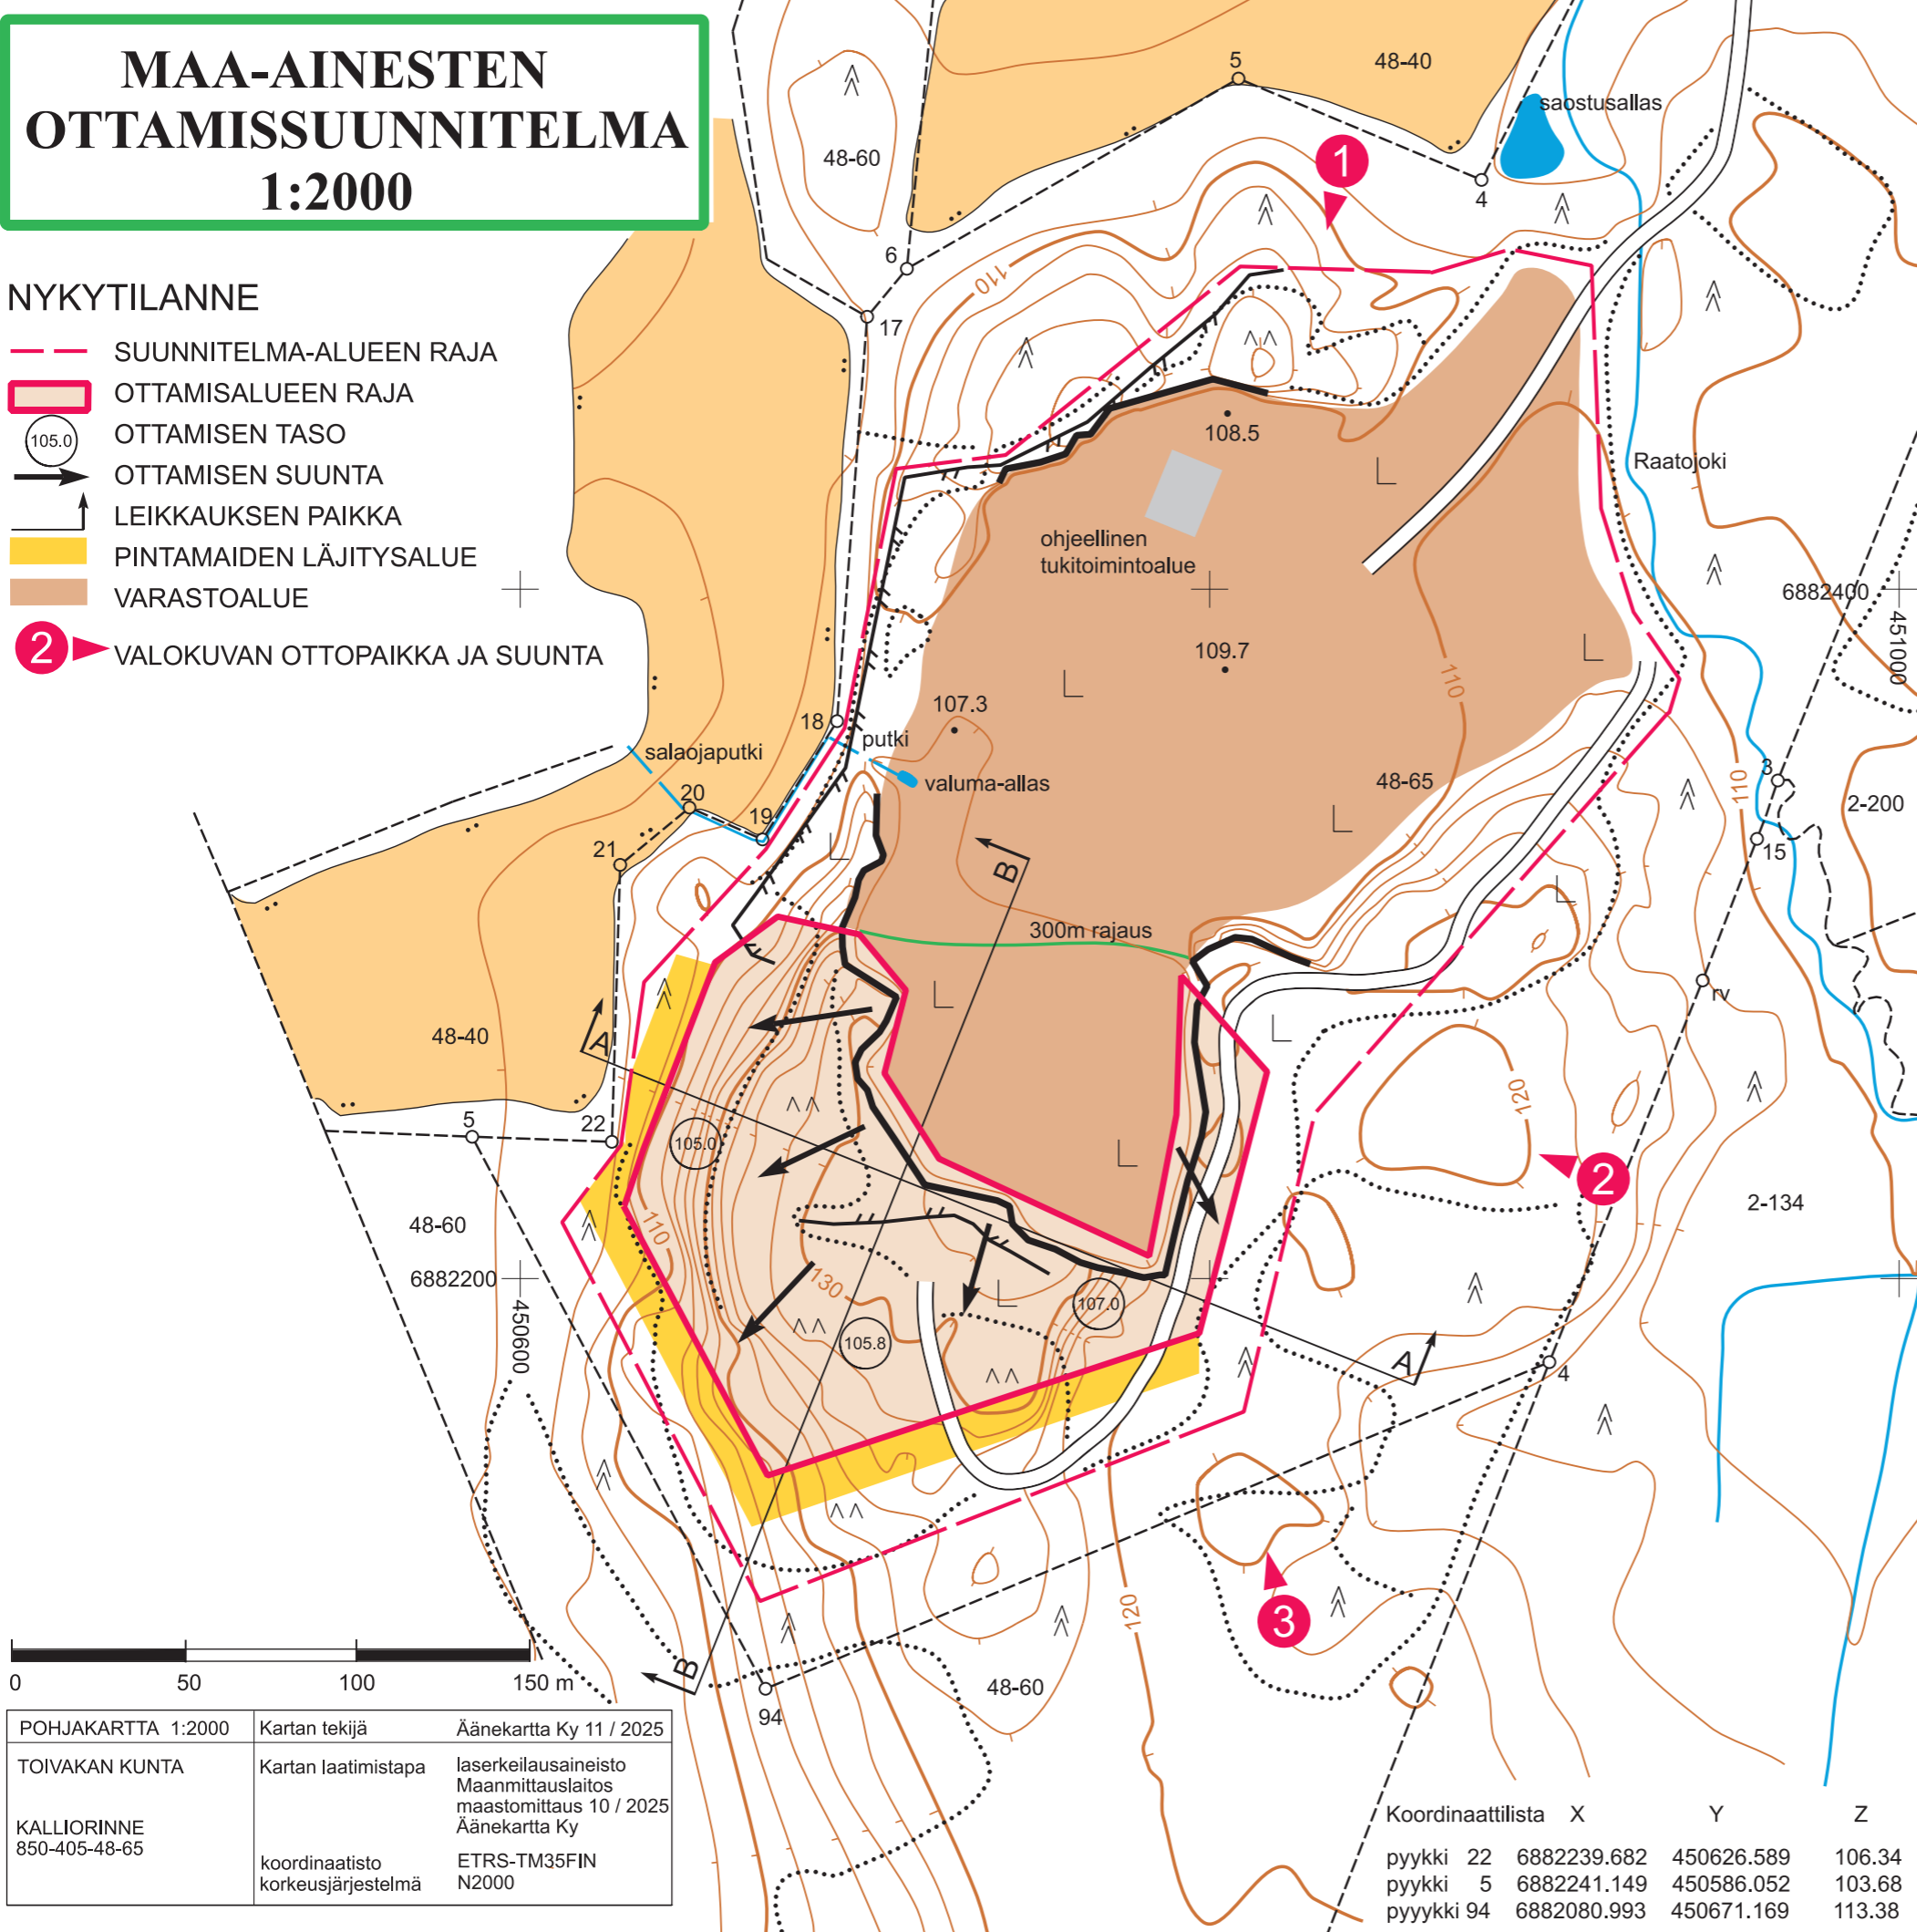 MAA-AINESTEN
OTTAMISSUUNNITELMA
1:2000
NYKYTILANNE
SUUNNITELMA-ALUEEN RAJA
OTTAMISALUEEN RAJA
105.0 OTTAMISEN TASO
OTTAMISEN SUUNTA
LEIKKAUKSEN PAIKKA
PINTAMAIDEN LÄJITYSALUE
VARASTOALUE
2 VALOKUVAN OTTOPAIKKA JA SUUNTA
5
48-40
saostusallas
48-60
1
4
6
110
17
108.5
Raatojoki
ohjeellinen
tukitoimintoalue
6882400
451000
109.7
110
107.3
18
putki
salaojaputki
valuma-allas
48-65
110
3
2-200
20
19
15
21
B
300m rajaus
rv
48-40
A
120
5
22
105.0
2
2-134
48-60
110
6882200
450600
130
107.0
105.8
A
4
120
3
B
48-60
94
0 50 100 150 m
POHJAKARTTA 1:2000 Kartan tekijä Äänekartta Ky 11 / 2025
TOIVAKAN KUNTA Kartan laatimistapa laserkeilausaineisto
Maanmittauslaitos
maastomittaus 10 / 2025
KALLIORINNE Äänekartta Ky
850-405-48-65
koordinaatisto ETRS-TM35FIN
korkeusjärjestelmä N2000
Koordinaattilista X Y Z
pyykki 22 6882239.682 450626.589 106.34
pyykki 5 6882241.149 450586.052 103.68
pyyykki 94 6882080.993 450671.169 113.38